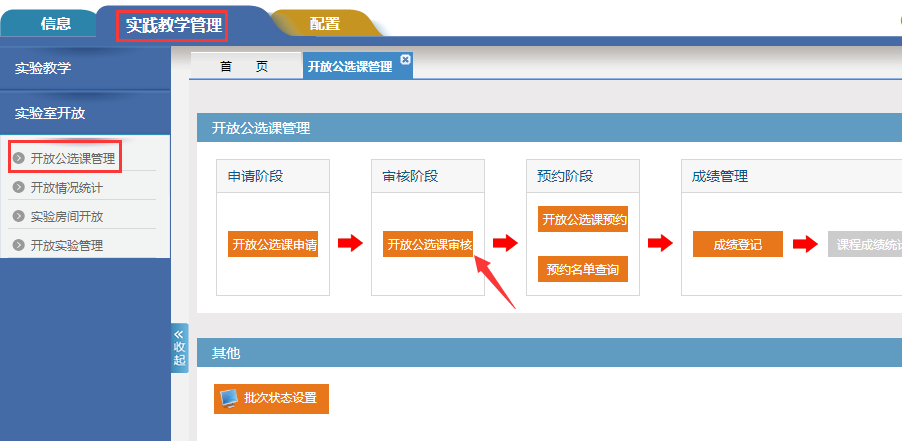 信息
实践教学管理
配置
实验教学
实验室开放
开放公选课管理
开放情况统计
实验房间开放
开放实验管理
收起
首 页
开放公选课管理
开放公选课管理
申请阶段
审核阶段
预约阶段
成绩管理
开放公选课申请
开放公选课审核
开放公选课预约
预约名单查询
成绩登记
课程成绩统计
其他
批次状态设置